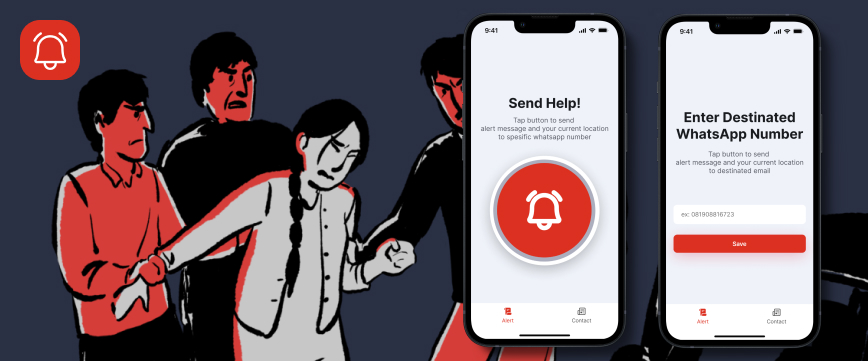 9:41
Send Help!
Tap button to send
alert message and your current location
to spesific whatsapp number
Alert
Contact
9:41
Enter Destinated
WhatsApp Number
Tap button to send
alert message and your current location
to destinated email
ex: 081908816723
Save
Alert
Contact